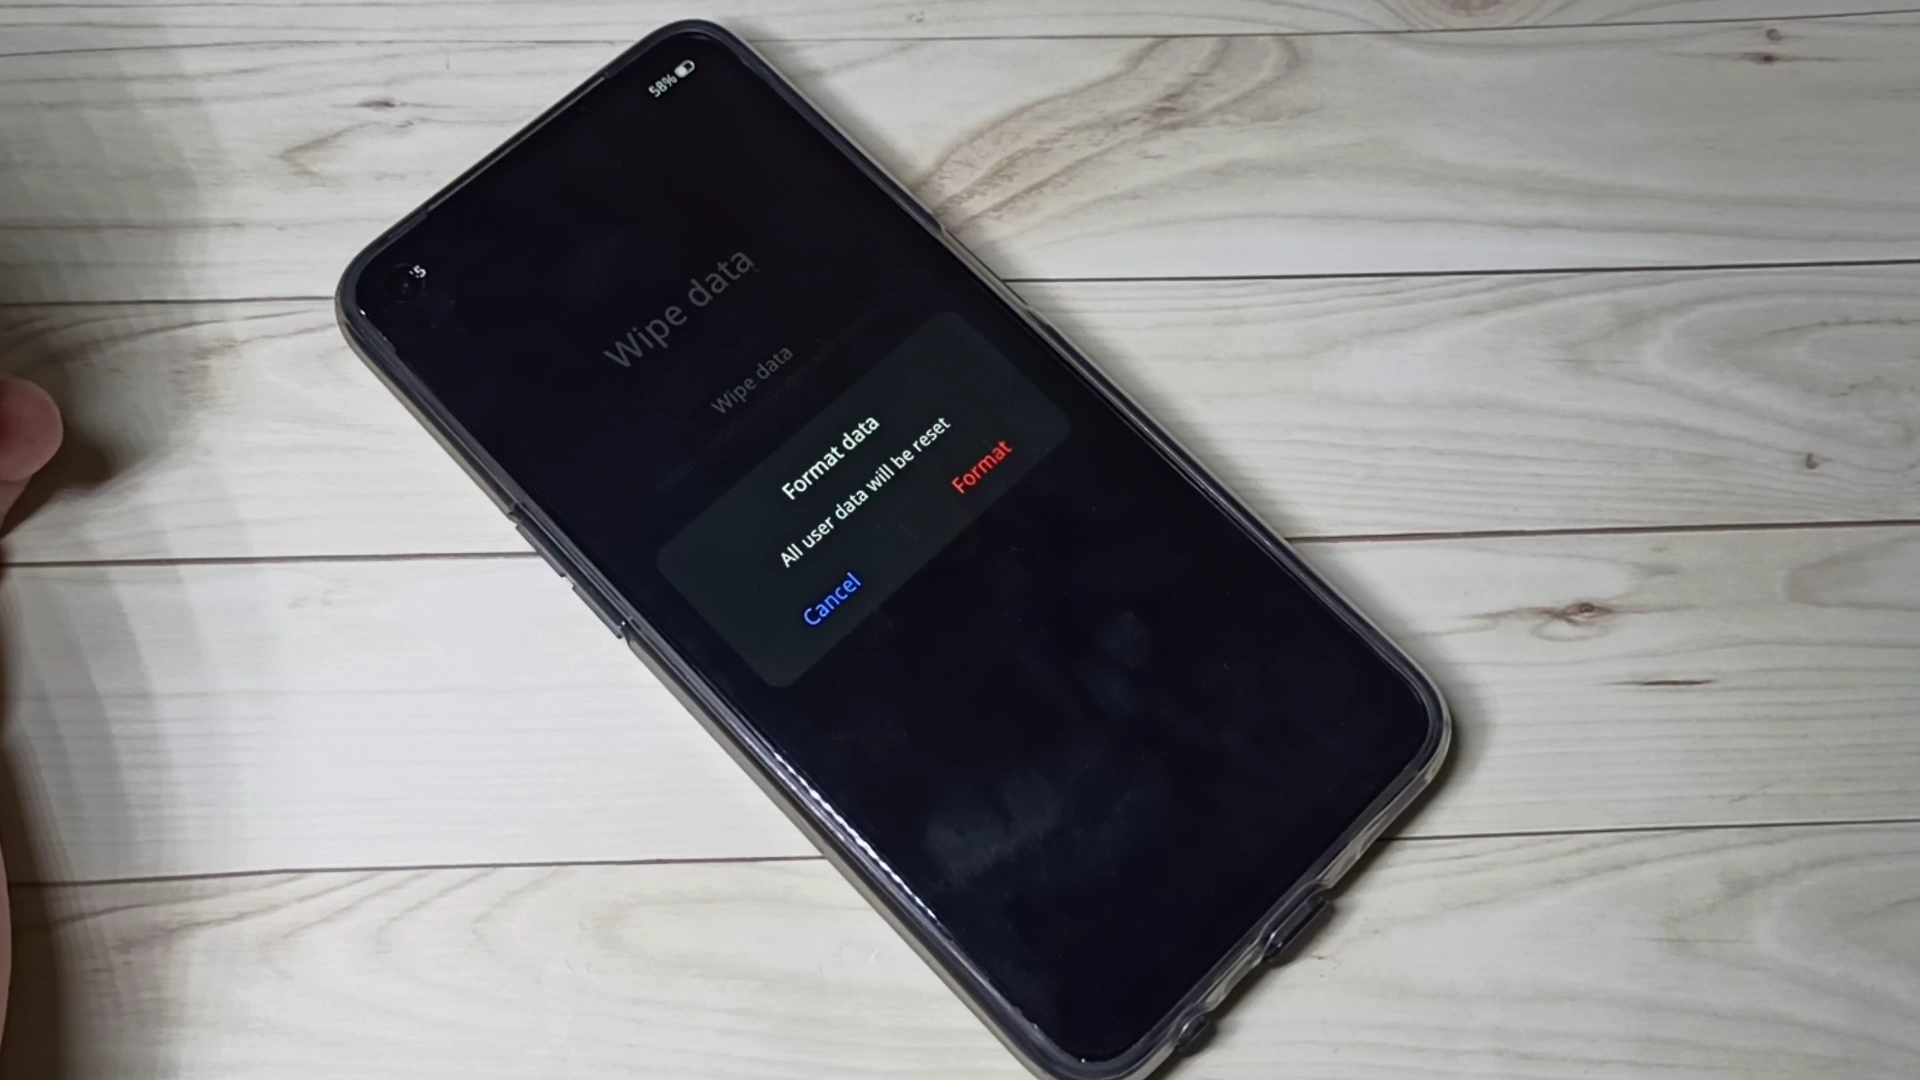 58%
Wipe data
Wipe data
Format data
All user data will be reset
Cancel
Format